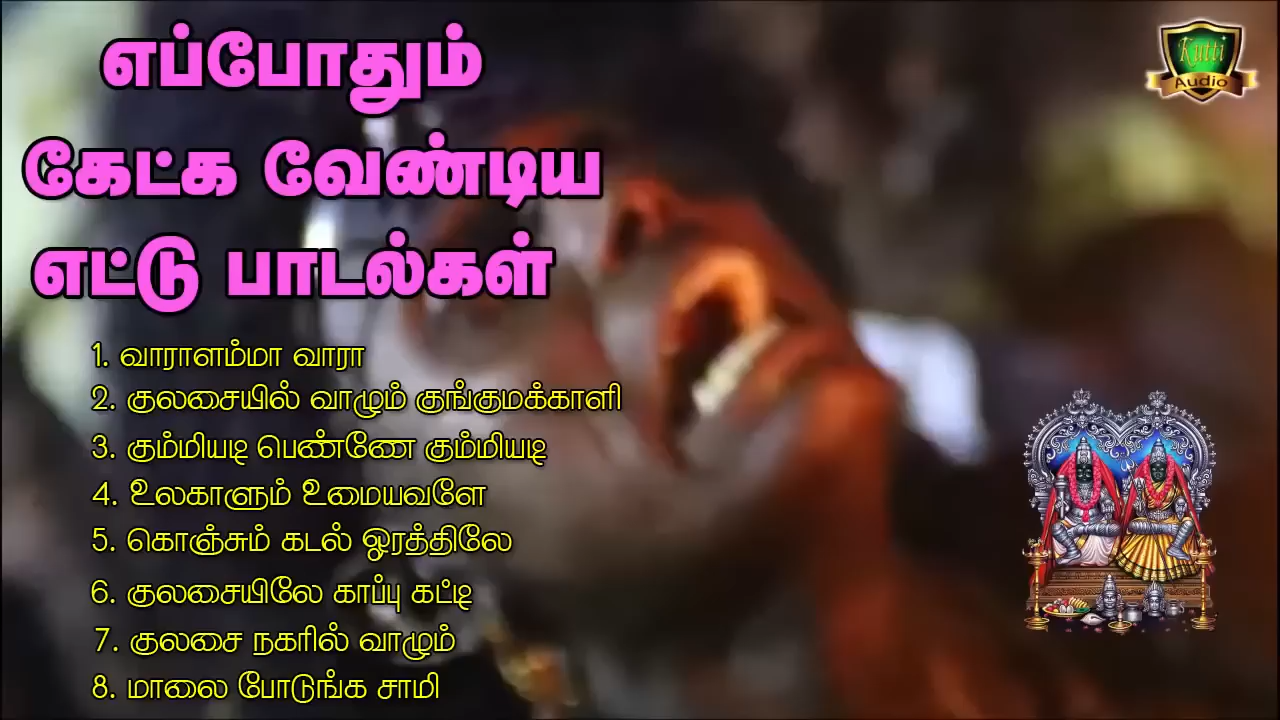 எப்போதும்
கேட்க வேண்டிய
எட்டு பாடல்கள்
Kutti
Audio
1. வாராளம்மா வாரா
2. குலசையில் வாழும் குங்குமக்காளி
3. கும்மியடி பெண்ணே கும்மியடி
4. உலகாளும் உமையவளே
5. கொஞ்சும் கடல் ஓரத்திலே
6. குலசையிலே காப்பு கட்டி
7. குலசை நகரில் வாழும்
8. மாலை போடுங்க சாமி